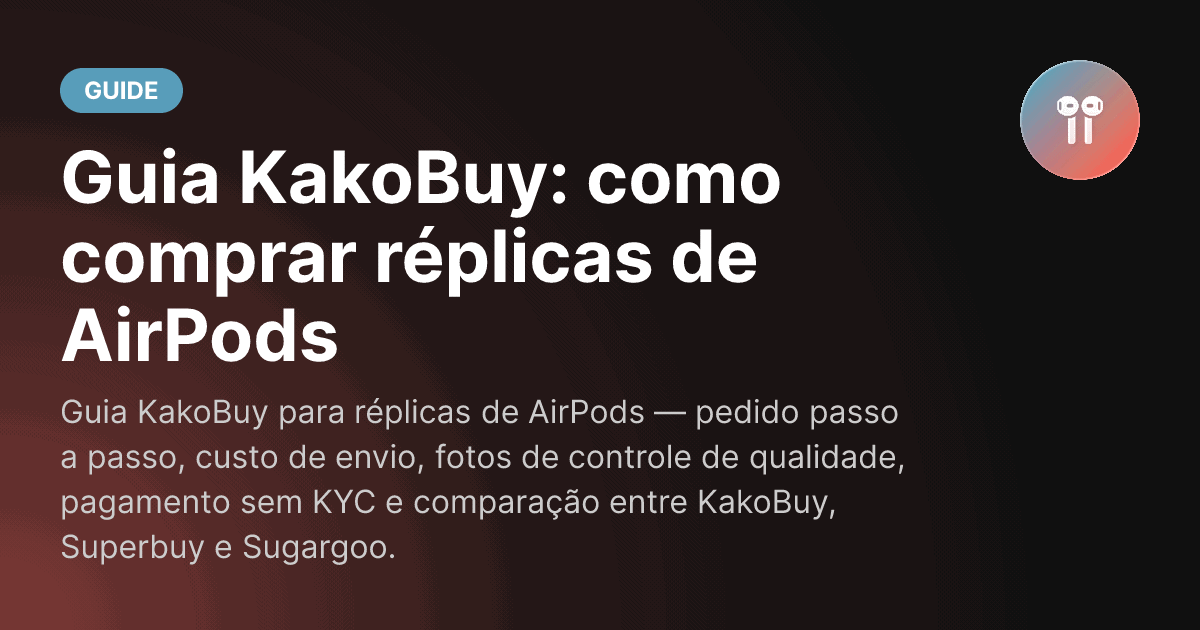 GUIDE
Guia KakoBuy: como
comprar réplicas de
AirPods
Guia KakoBuy para réplicas de AirPods — pedido passo
a passo, custo de envio, fotos de controle de qualidade,
pagamento sem KYC e comparação entre KakoBuy,
Superbuy e Sugargoo.